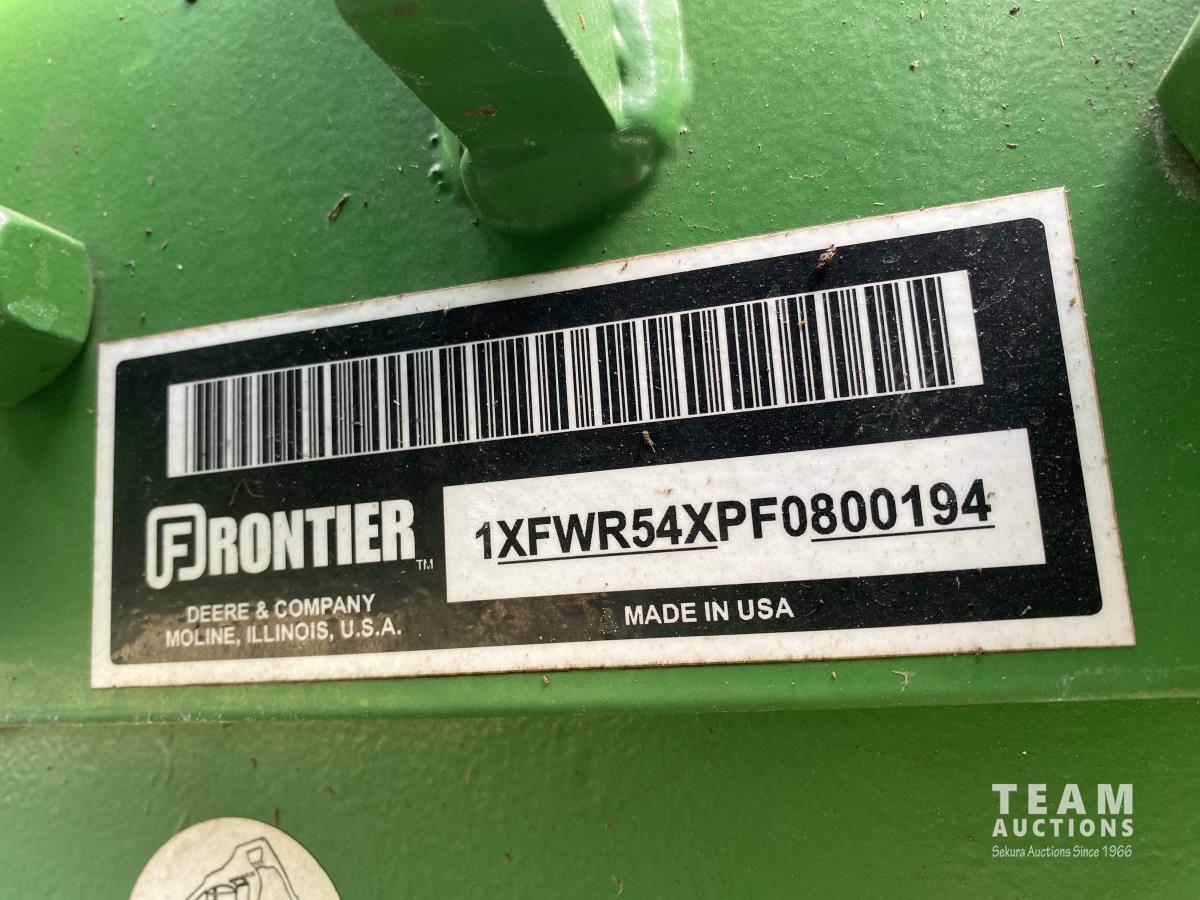 FRONTIER™
1XFWR54XPF0800194
DEERE & COMPANY
MOLINE, ILLINOIS, U.S.A.
MADE IN USA
TEAM
AUCTIONS
Sekura Auctions Since 1966